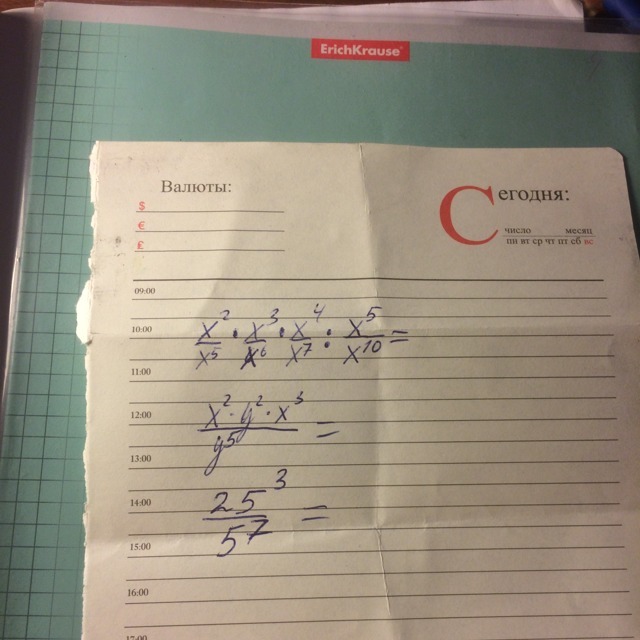 ErichKrause®
Валюты:
$
€
£
Сегодня:
число месяц
пн вт ср чт пт сб вс
09:00
10:00
x²/x⁵ · x³/x⁶ · x⁴/x⁷ : x⁵/x¹⁰ =
11:00
12:00
x² · y² · x³ / y⁵ =
13:00
14:00
25³ / 5⁷ =
15:00
16:00
17:00